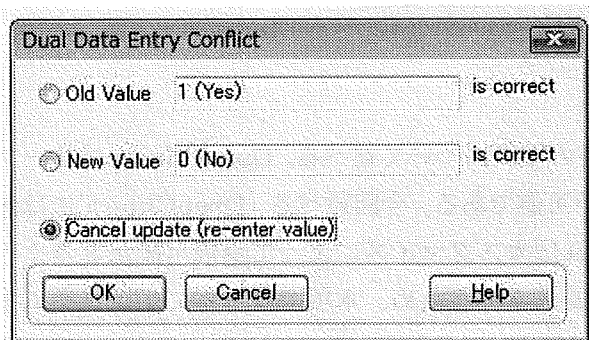 Dual Data Entry Conflict
Old Value 1 (Yes) is correct
New Value 0 (No) is correct
Cancel update (re-enter value)
OK Cancel Help